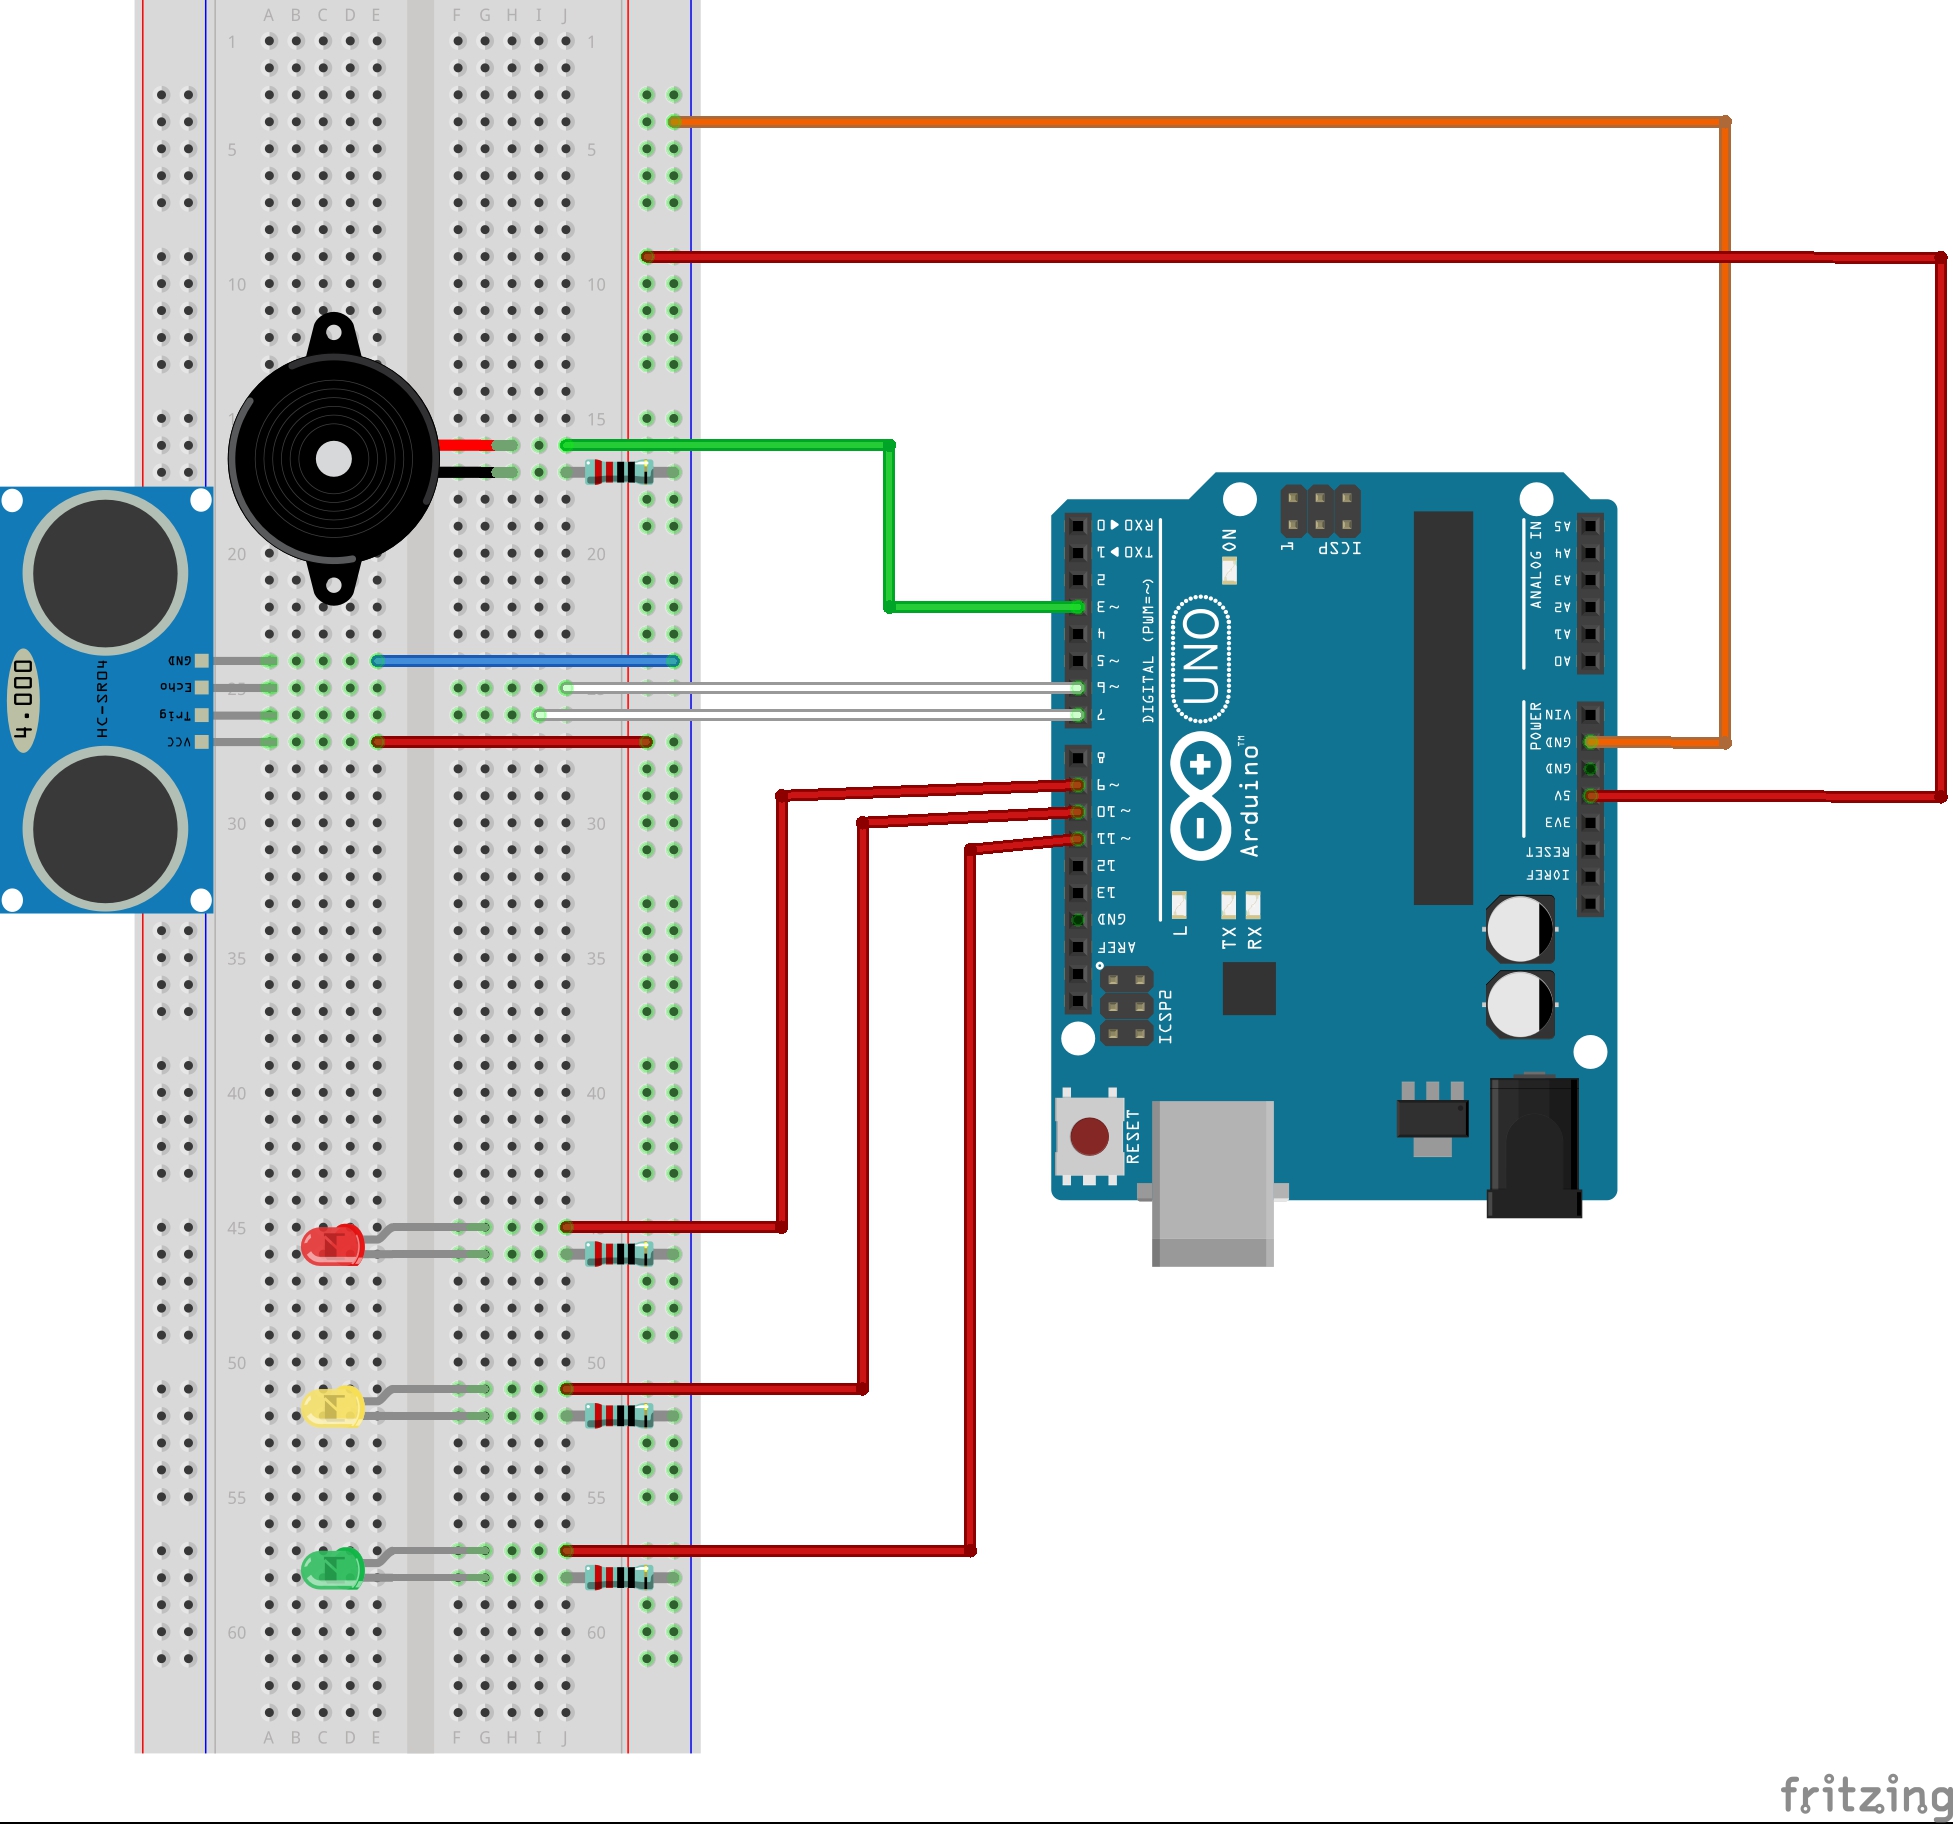 A B C D E F G H I J
1 1
5 5
10 10
15
20 20
25
30 30
35 35
40 40
45 45
50 50
55 55
60 60
A B C D E F G H I J
4.000
HC-SR04
GND
Echo
Trig
VCC
RX0◀0
TX0▶1
2
~3
4
~5
~6
7
8
~9
~10
~11
12
13
GND
AREF
DIGITAL (PWM=~)
ON
1
ICSP
UNO
Arduino™
L
TX
RX
ICSP2
RESET
ANALOG IN
A5
A4
A3
A2
A1
A0
POWER
VIN
GND
GND
5V
3V3
RESET
IOREF
fritzing